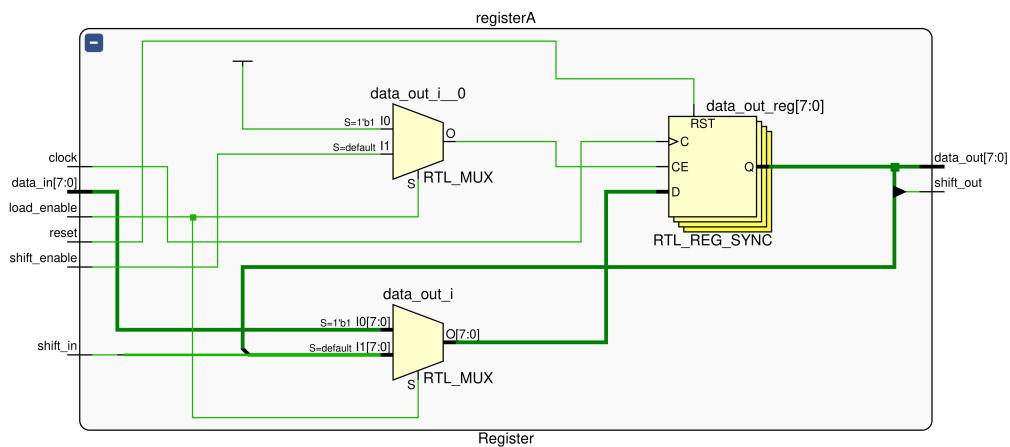 registerA
data_out_i__0
data_out_reg[7:0]
S=1'b1 I0
S=default I1
O
S
RTL_MUX
RST
C
CE
D
Q
RTL_REG_SYNC
clock
data_in[7:0]
load_enable
reset
shift_enable
shift_in
data_out[7:0]
shift_out
data_out_i
S=1'b1 I0[7:0]
S=default I1[7:0]
O[7:0]
S
RTL_MUX
Register